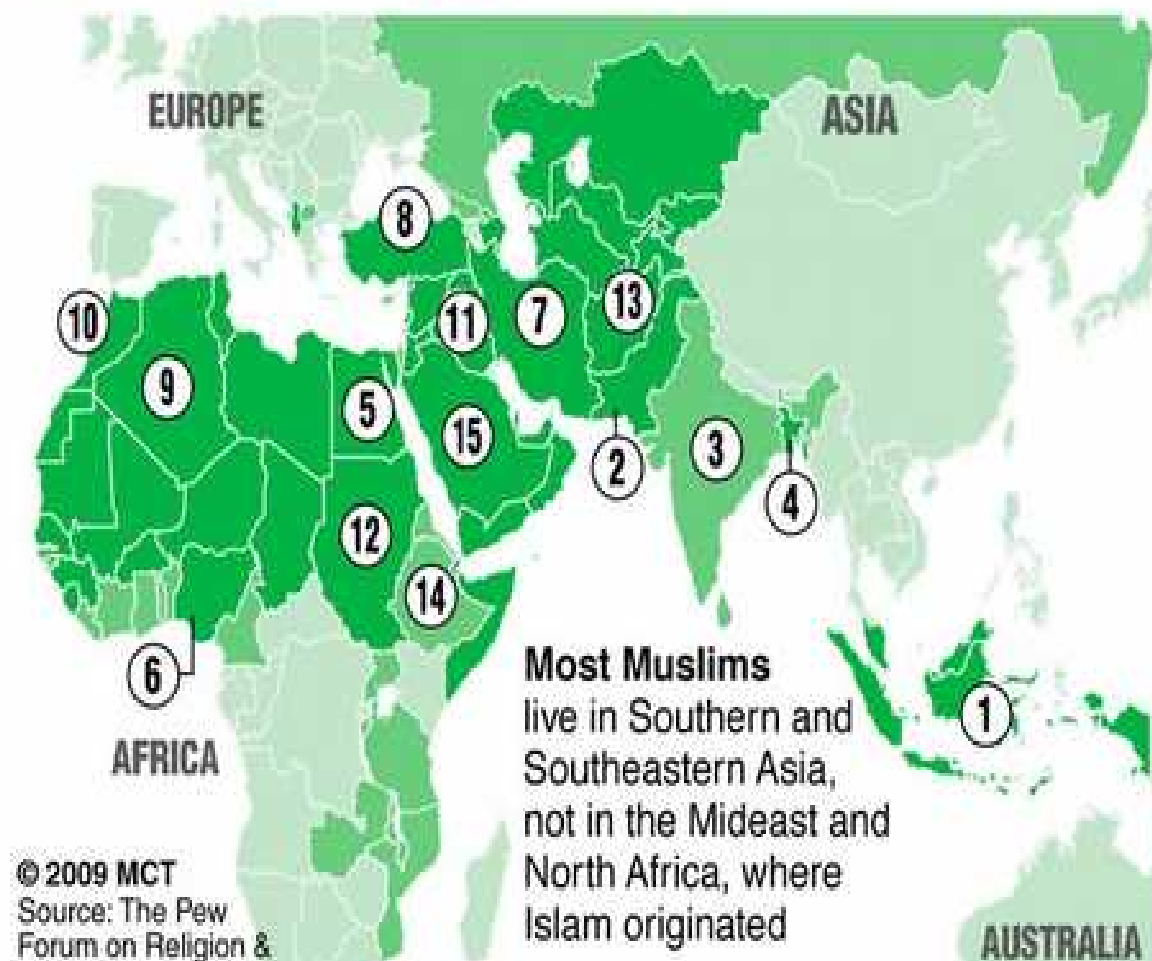 EUROPE
ASIA
8
10
11
7
13
9
5
15
3
2
4
12
14
6
1
AFRICA
Most Muslims
live in Southern and
Southeastern Asia,
not in the Mideast and
North Africa, where
Islam originated
© 2009 MCT
Source: The Pew
Forum on Religion &
AUSTRALIA